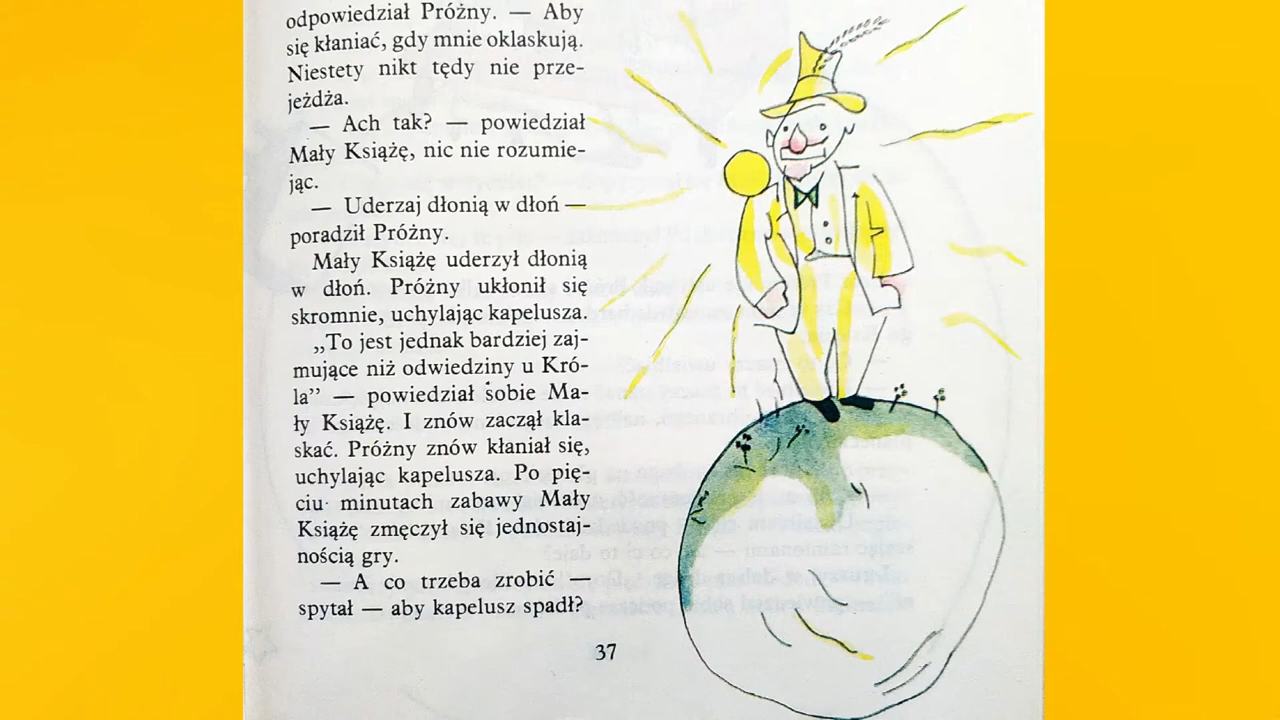 odpowiedział Próżny. — Aby
się kłaniać, gdy mnie oklaskują.
Niestety nikt tędy nie prze-
jeżdża.
— Ach tak? — powiedział
Mały Książę, nic nie rozumie-
jąc.
— Uderzaj dłonią w dłoń —
poradził Próżny.
Mały Książę uderzył dłonią
w dłoń. Próżny ukłonił się
skromnie, uchylając kapelusza.
„To jest jednak bardziej zaj-
mujące niż odwiedziny u Kró-
la” — powiedział sobie Ma-
ły Książę. I znów zaczął kla-
skać. Próżny znów kłaniał się,
uchylając kapelusza. Po pię-
ciu minutach zabawy Mały
Książę zmęczył się jednostaj-
nością gry.
— A co trzeba zrobić —
spytał — aby kapelusz spadł?
37